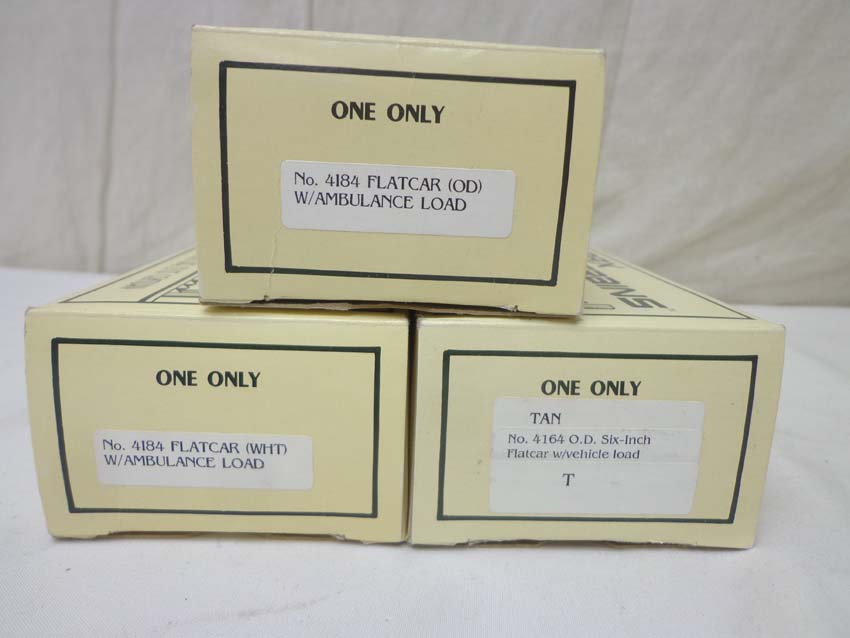 ONE ONLY
No. 4184 FLATCAR (OD)
W/AMBULANCE LOAD
ONE ONLY
No. 4184 FLATCAR (WHT)
W/AMBULANCE LOAD
ONE ONLY
TAN
No. 4164 O.D. Six-Inch
Flatcar w/vehicle load
T